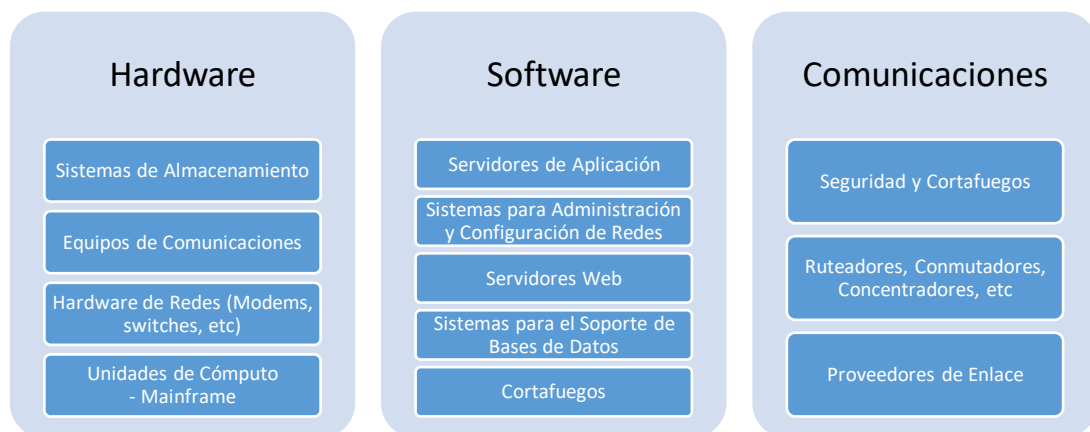 Hardware
Sistemas de Almacenamiento
Equipos de Comunicaciones
Hardware de Redes (Modems,
switches, etc)
Unidades de Cómputo
- Mainframe
Software
Servidores de Aplicación
Sistemas para Administración
y Configuración de Redes
Servidores Web
Sistemas para el Soporte de
Bases de Datos
Cortafuegos
Comunicaciones
Seguridad y Cortafuegos
Ruteadores, Conmutadores,
Concentradores, etc
Proveedores de Enlace